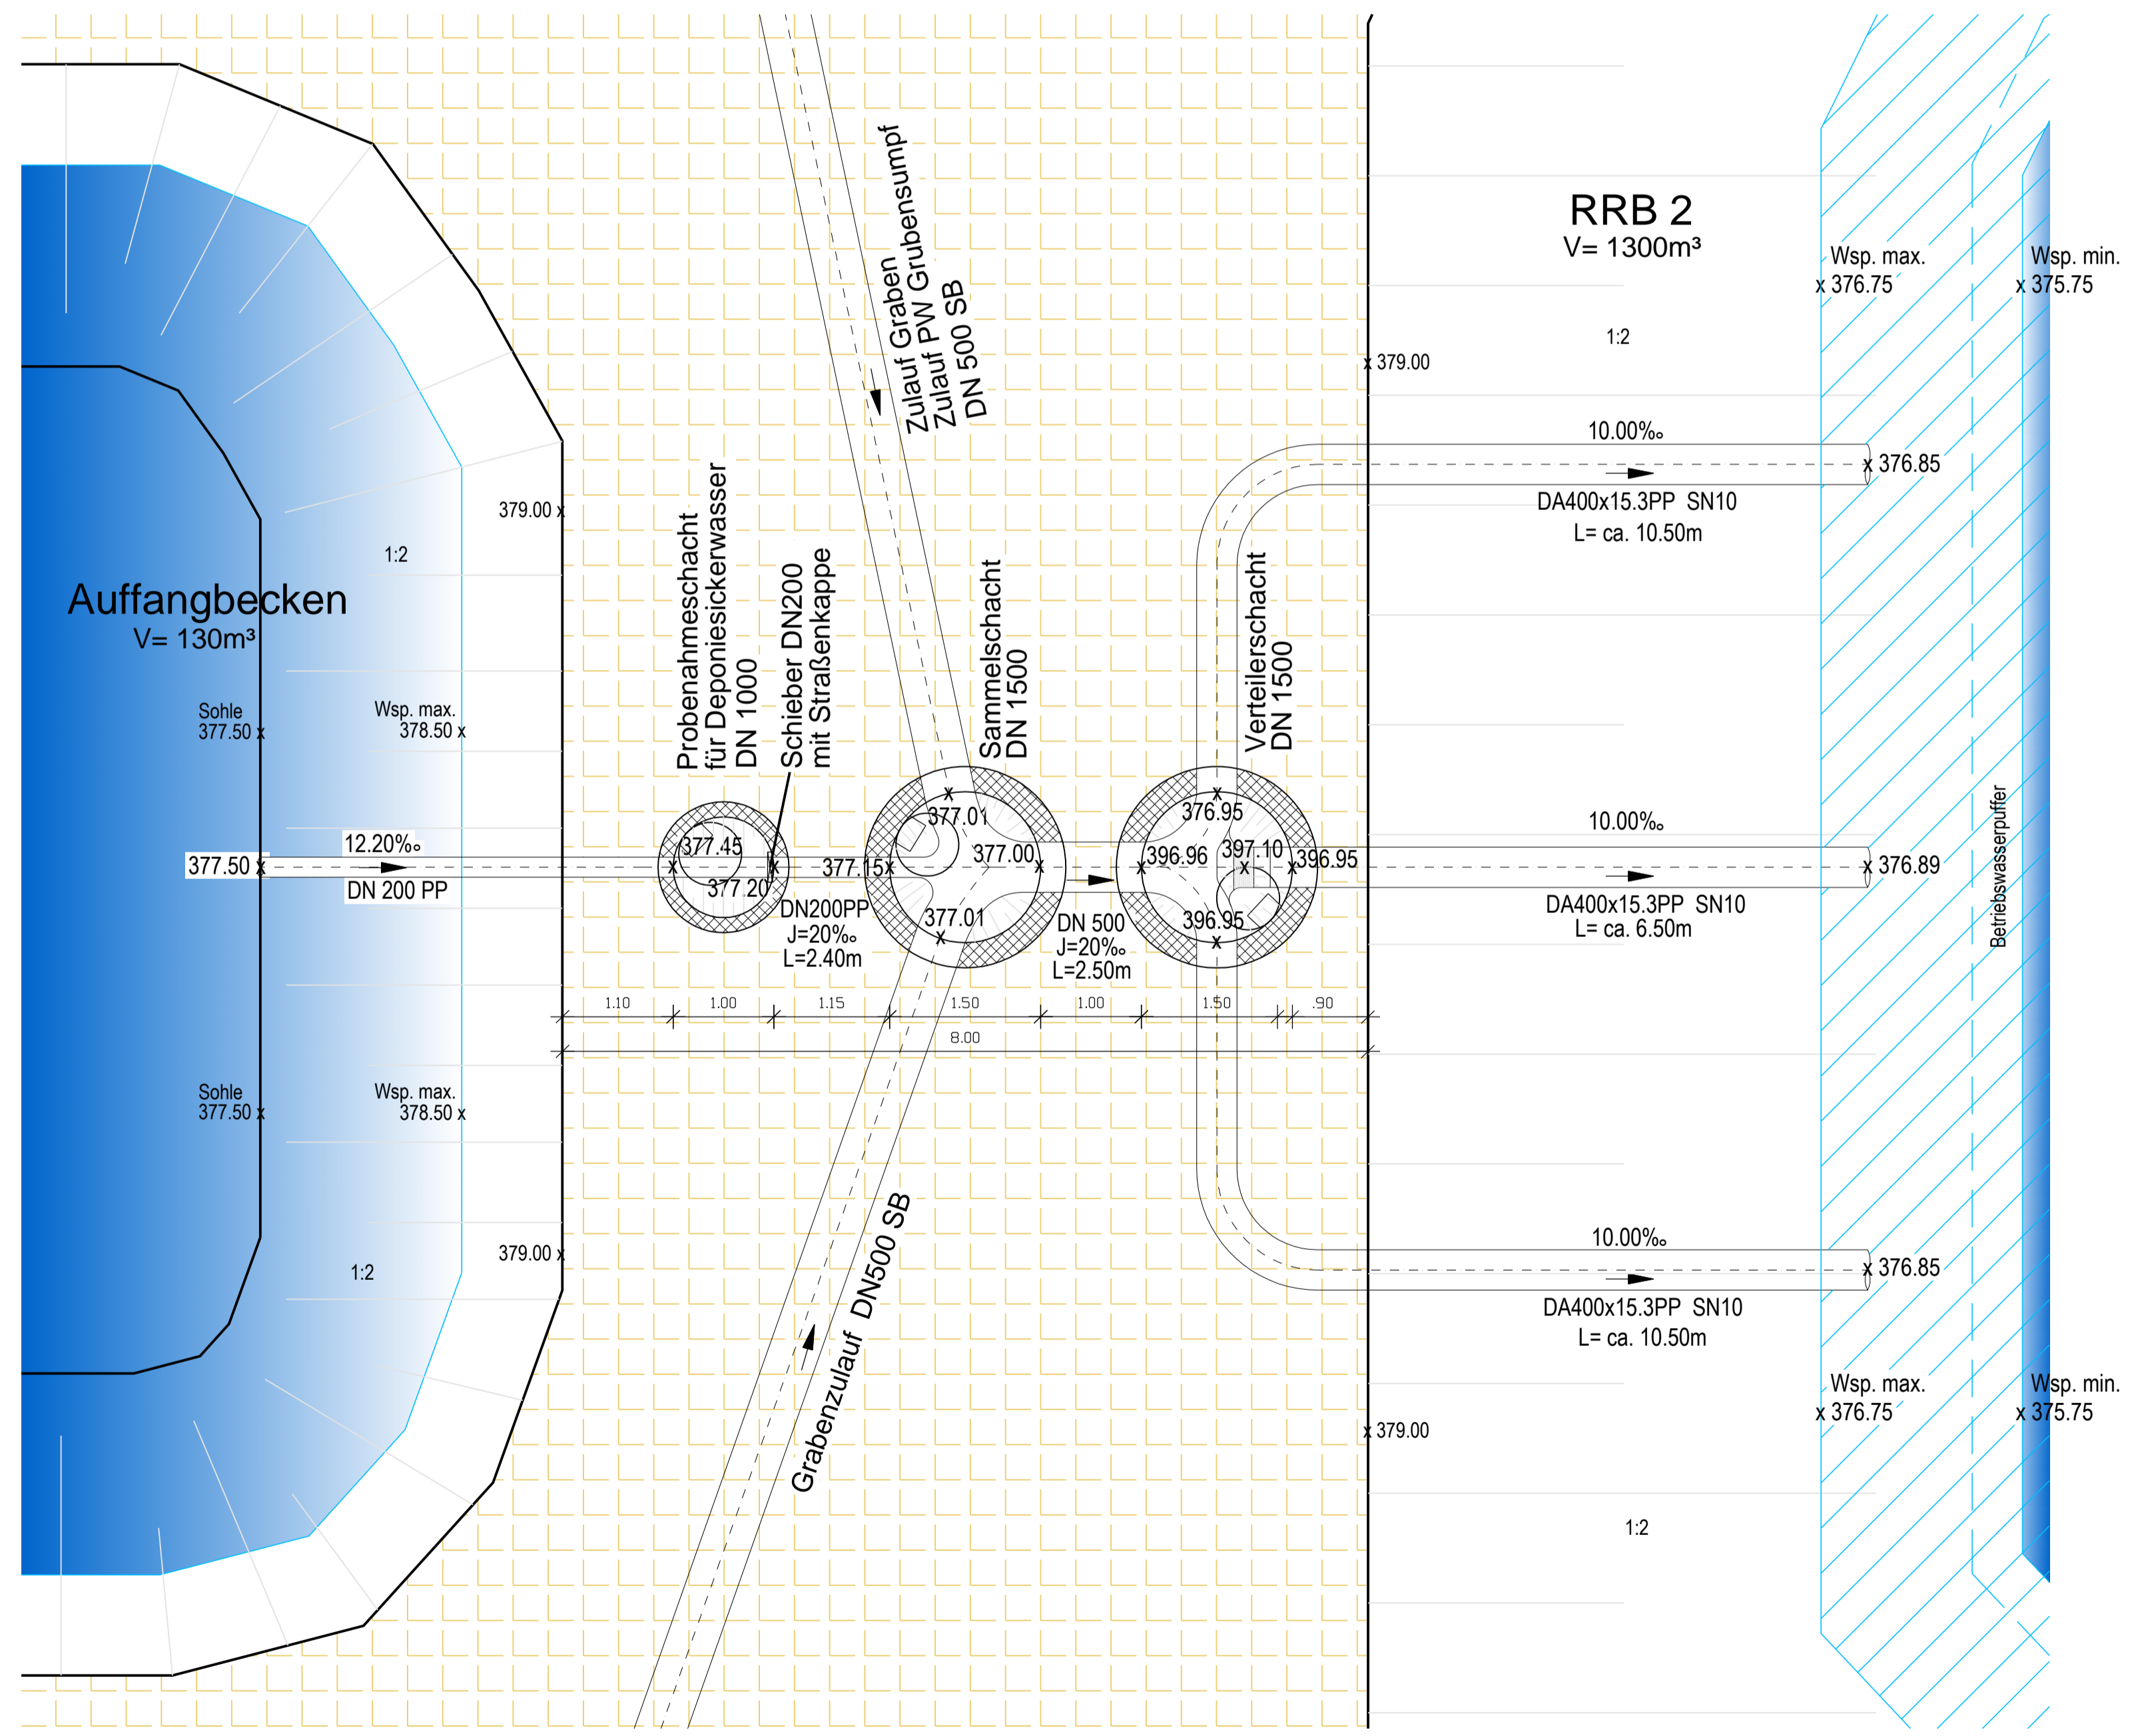 Zulauf Graben
Zulauf PW Grubensumpf
DN 500 SB
RRB 2
V= 1300m³
Wsp. max.
x 376.75
Wsp. min.
x 375.75
1:2
x 379.00
10.00‰
x 376.85
DA400x15.3PP SN10
L= ca. 10.50m
379.00 x
1:2
Auffangbecken
V= 130m³
Probenahmeschacht
für Deponiesickerwasser
DN 1000
Schieber DN200
mit Straßenkappe
Sammelschacht
DN 1500
Verteilerschacht
DN 1500
Sohle
377.50 x
Wsp. max.
378.50 x
12.20‰
377.50 x
DN 200 PP
377.45
377.20
377.15
377.01
377.00
377.01
DN200PP
J=20‰
L=2.40m
DN 500
J=20‰
L=2.50m
376.95
396.96
397.10
396.95
396.95
10.00‰
x 376.89
DA400x15.3PP SN10
L= ca. 6.50m
Betriebswasserpuffer
1.10
1.00
1.15
1.50
1.00
1.50
.90
8.00
Sohle
377.50 x
Wsp. max.
378.50 x
379.00 x
1:2
Grabenzulauf DN500 SB
10.00‰
x 376.85
DA400x15.3PP SN10
L= ca. 10.50m
Wsp. max.
x 376.75
Wsp. min.
x 375.75
x 379.00
1:2